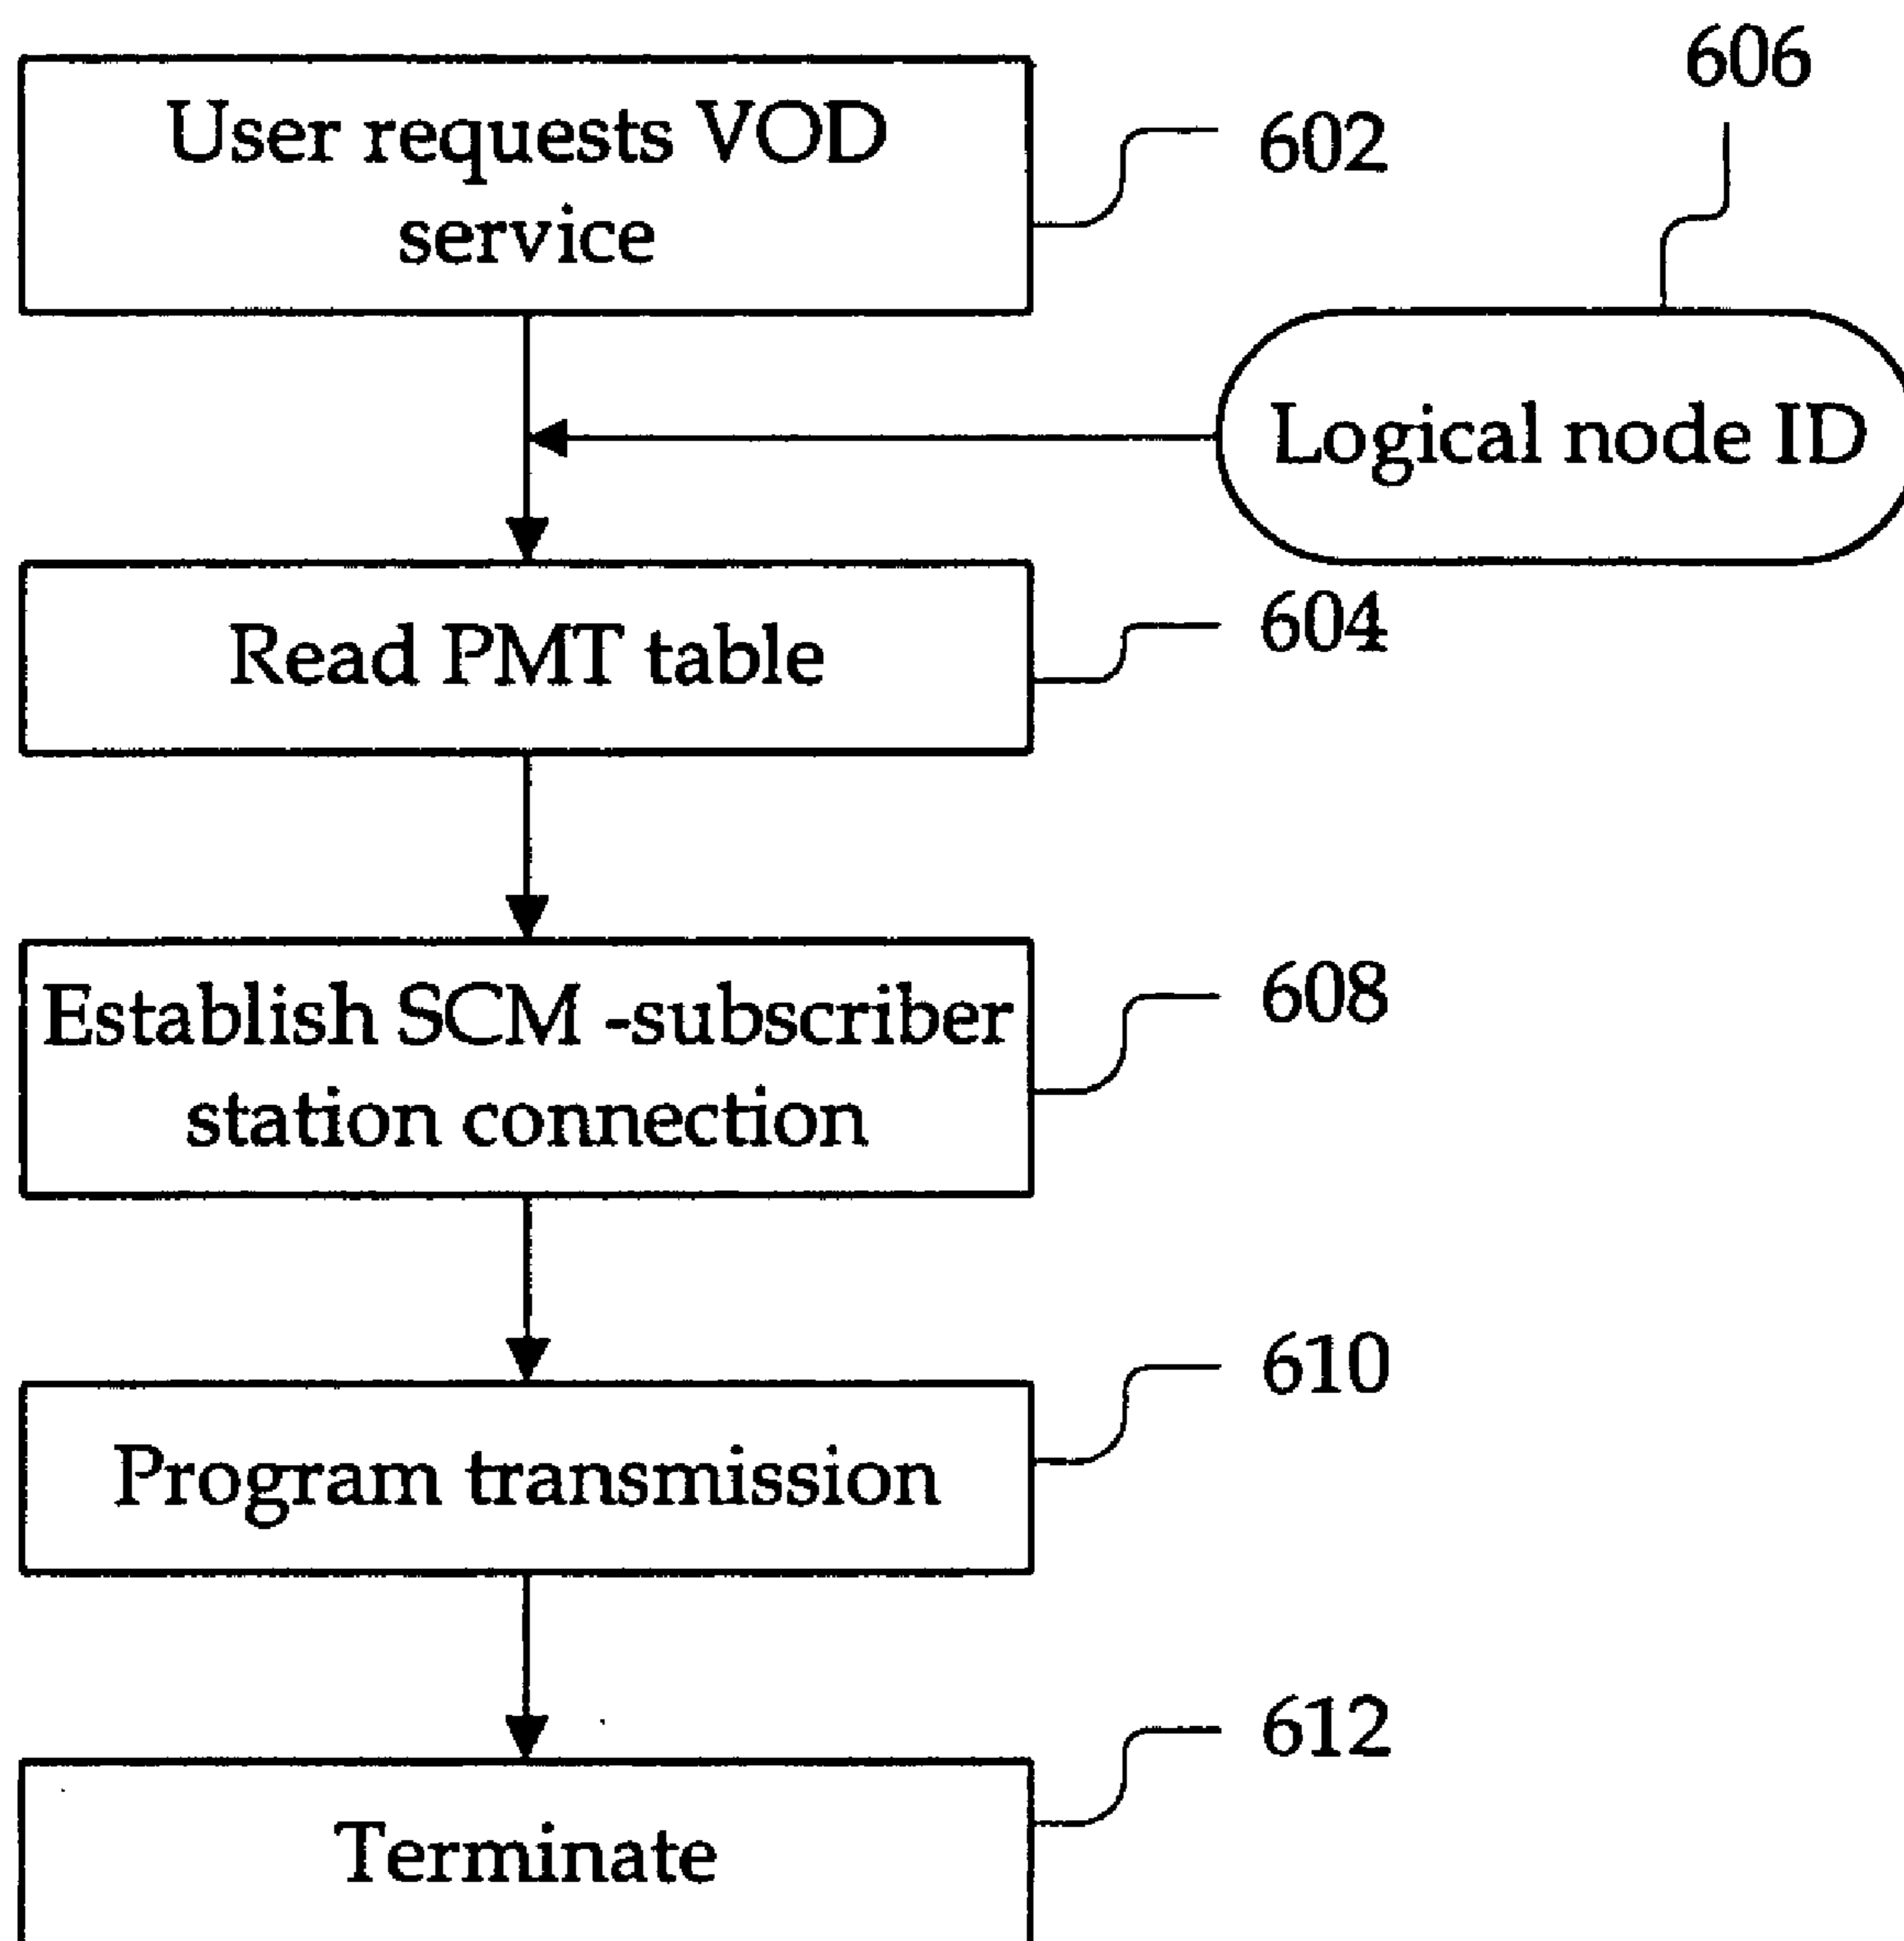 606
User requests VOD
service
602
Logical node ID
Read PMT table
604
Establish SCM -subscriber
station connection
608
Program transmission
610
Terminate
612